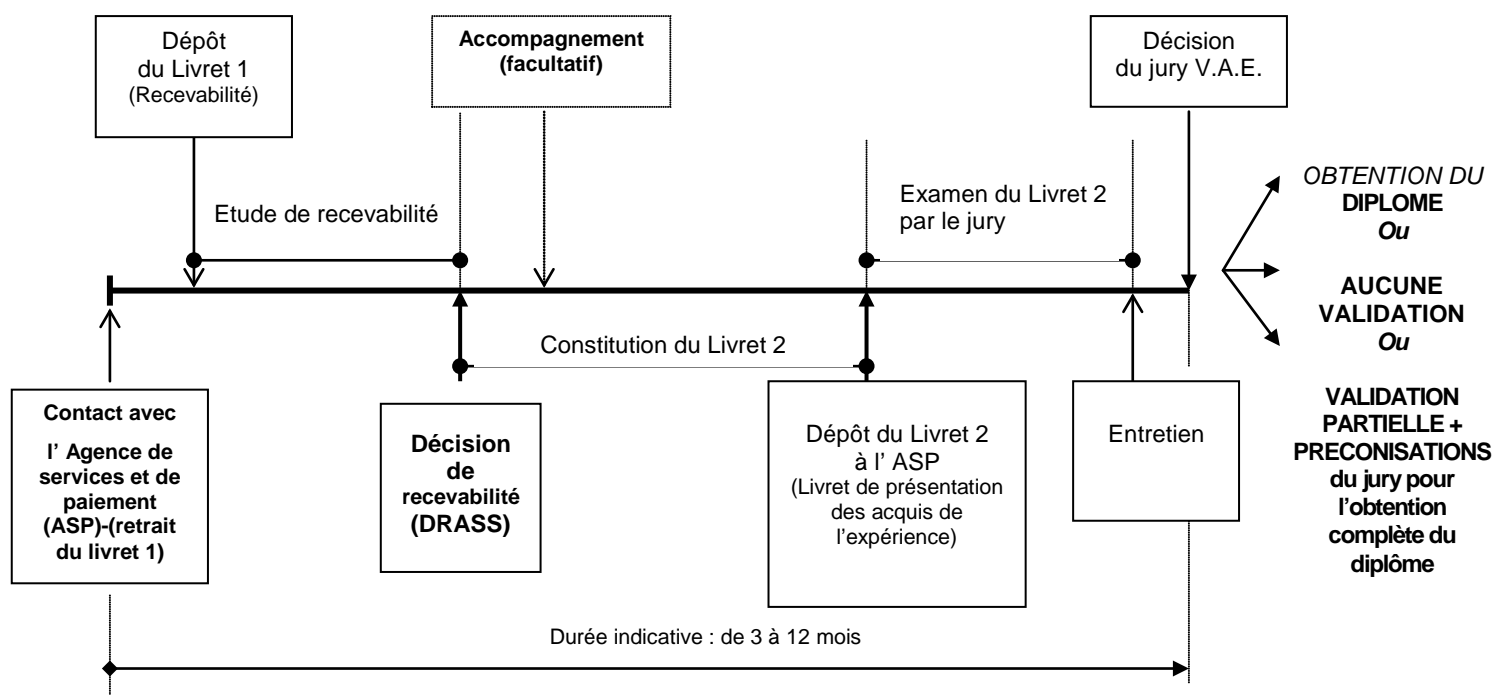 Dépôt
du Livret 1
(Recevabilité)
Accompagnement
(facultatif)
Décision
du jury V.A.E.
Etude de recevabilité
Examen du Livret 2
par le jury
OBTENTION DU
DIPLOME
Ou
AUCUNE
VALIDATION
Ou
VALIDATION
PARTIELLE +
PRECONISATIONS
du jury pour
l’obtention
complète du
diplôme
Constitution du Livret 2
Contact avec
l’ Agence de
services et de
paiement
(ASP)-(retrait
du livret 1)
Décision
de
recevabilité
(DRASS)
Dépôt du Livret 2
à l’ ASP
(Livret de présentation
des acquis de
l’expérience)
Entretien
Durée indicative : de 3 à 12 mois